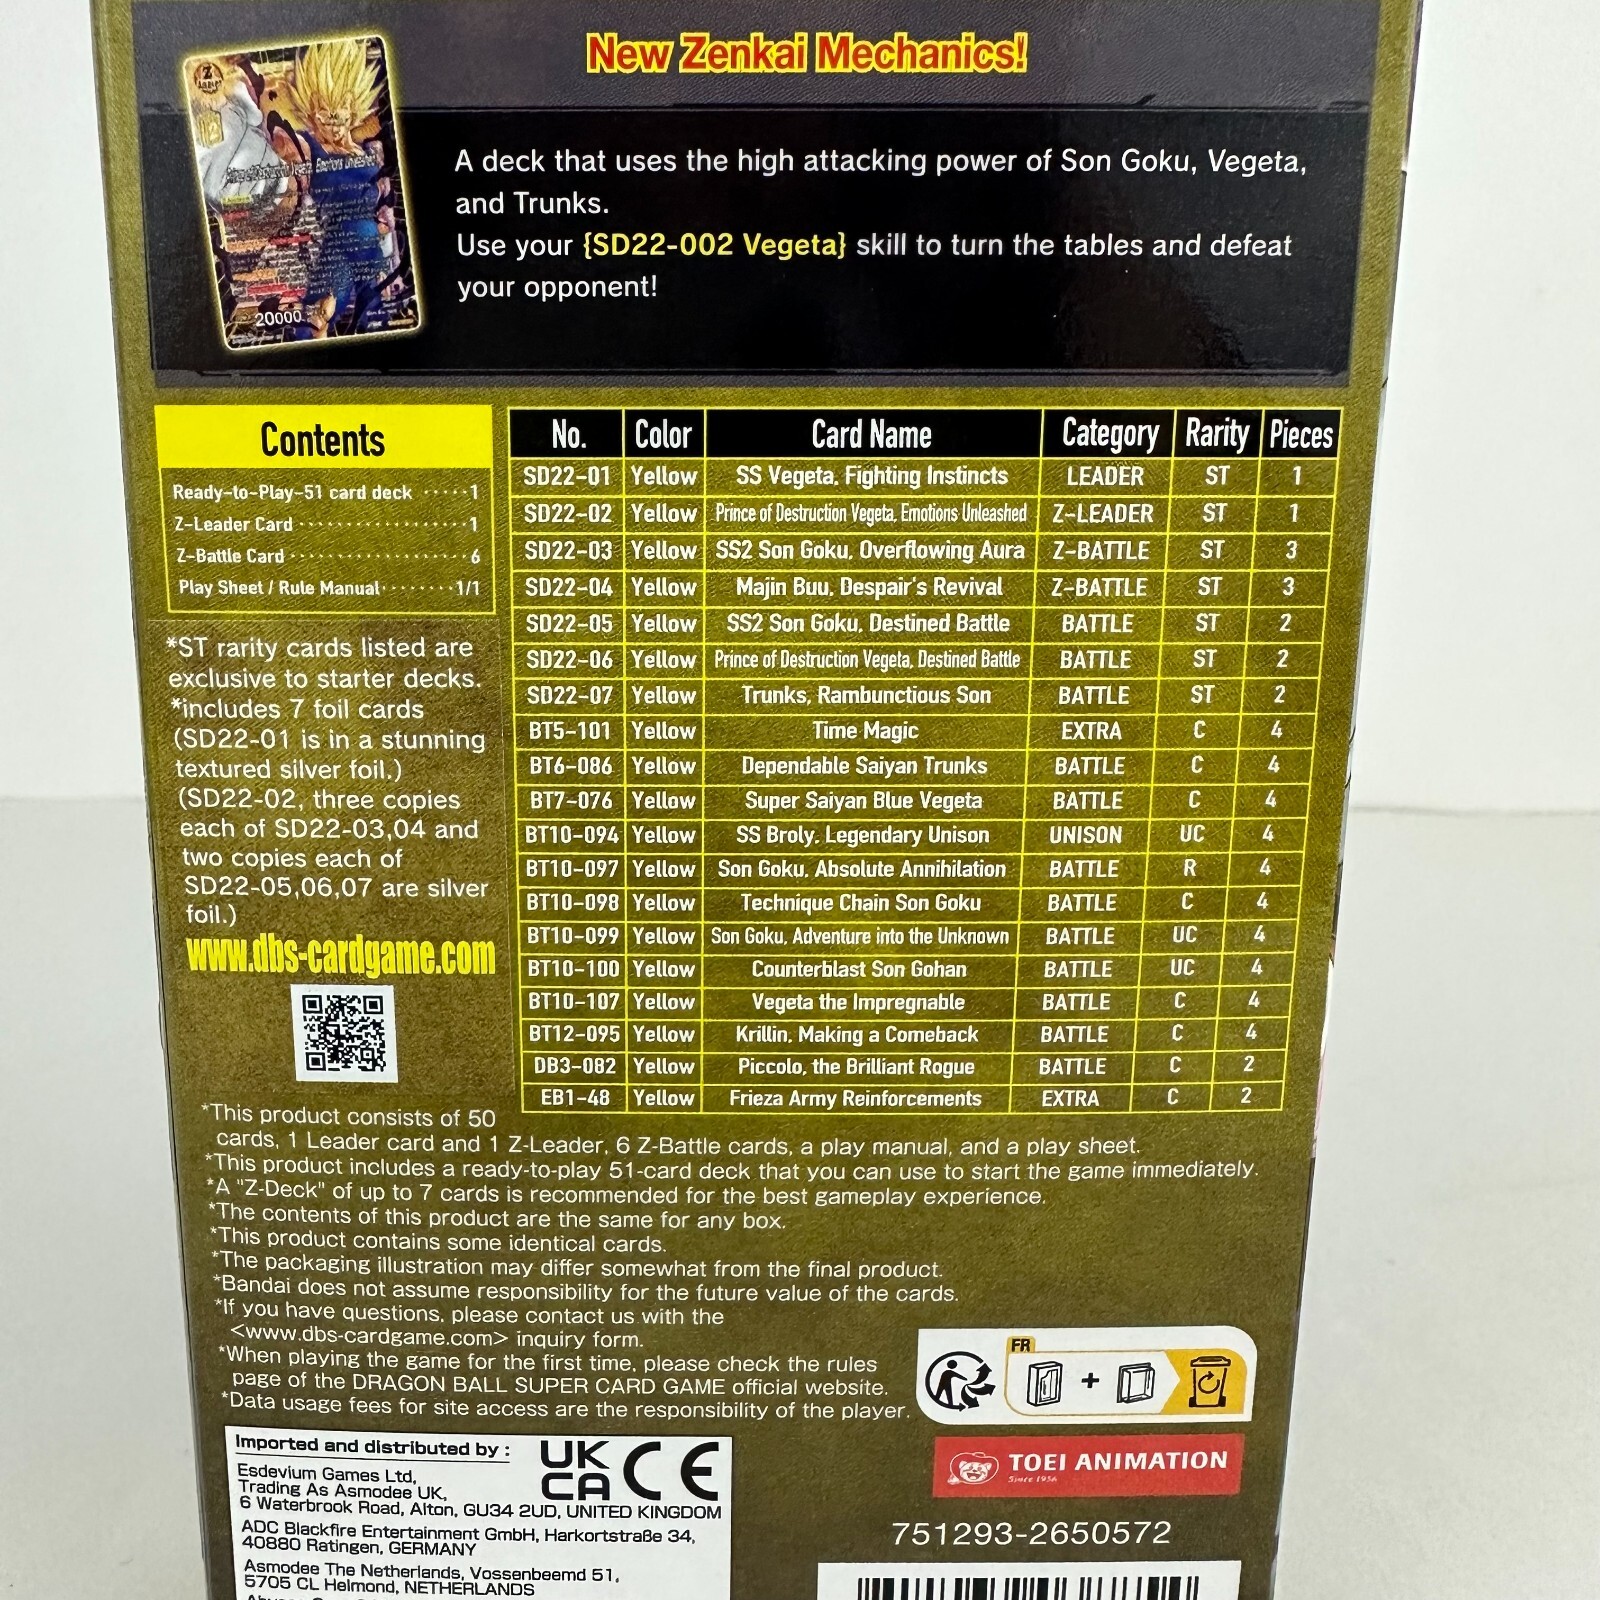 New Zenkai Mechanics!
A deck that uses the high attacking power of Son Goku, Vegeta,
and Trunks.
Use your {SD22-002 Vegeta} skill to turn the tables and defeat
your opponent!
20000
Contents
Ready-to-Play-51 card deck ·····1
Z-Leader Card ·················1
Z-Battle Card ·················6
Play Sheet / Rule Manual ········1/1
*ST rarity cards listed are
exclusive to starter decks.
*includes 7 foil cards
(SD22-01 is in a stunning
textured silver foil.)
(SD22-02, three copies
each of SD22-03,04 and
two copies each of
SD22-05,06,07 are silver
foil.)
www.dbs-cardgame.com
No. Color Card Name Category Rarity Pieces
SD22-01 Yellow SS Vegeta, Fighting Instincts LEADER ST 1
SD22-02 Yellow Prince of Destruction Vegeta, Emotions Unleashed Z-LEADER ST 1
SD22-03 Yellow SS2 Son Goku, Overflowing Aura Z-BATTLE ST 3
SD22-04 Yellow Majin Buu, Despair's Revival Z-BATTLE ST 3
SD22-05 Yellow SS2 Son Goku, Destined Battle BATTLE ST 2
SD22-06 Yellow Prince of Destruction Vegeta, Destined Battle BATTLE ST 2
SD22-07 Yellow Trunks, Rambunctious Son BATTLE ST 2
BT5-101 Yellow Time Magic EXTRA C 4
BT6-086 Yellow Dependable Saiyan Trunks BATTLE C 4
BT7-076 Yellow Super Saiyan Blue Vegeta BATTLE C 4
BT10-094 Yellow SS Broly, Legendary Unison UNISON UC 4
BT10-097 Yellow Son Goku, Absolute Annihilation BATTLE R 4
BT10-098 Yellow Technique Chain Son Goku BATTLE C 4
BT10-099 Yellow Son Goku, Adventure into the Unknown BATTLE UC 4
BT10-100 Yellow Counterblast Son Gohan BATTLE UC 4
BT10-107 Yellow Vegeta the Impregnable BATTLE C 4
BT12-095 Yellow Krillin, Making a Comeback BATTLE C 4
DB3-082 Yellow Piccolo, the Brilliant Rogue BATTLE C 2
EB1-48 Yellow Frieza Army Reinforcements EXTRA C 2
*This product consists of 50
cards, 1 Leader card and 1 Z-Leader, 6 Z-Battle cards, a play manual, and a play sheet.
*This product includes a ready-to-play 51-card deck that you can use to start the game immediately.
*A "Z-Deck" of up to 7 cards is recommended for the best gameplay experience.
*The contents of this product are the same for any box.
*This product contains some identical cards.
*The packaging illustration may differ somewhat from the final product.
*Bandai does not assume responsibility for the future value of the cards.
*If you have questions, please contact us with the
<www.dbs-cardgame.com> inquiry form.
*When playing the game for the first time, please check the rules
page of the DRAGON BALL SUPER CARD GAME official website.
*Data usage fees for site access are the responsibility of the player.
FR
+
Imported and distributed by :
UK
CA CE
Esdevium Games Ltd,
Trading As Asmodee UK,
6 Waterbrook Road, Alton, GU34 2UD, UNITED KINGDOM
ADC Blackfire Entertainment GmbH, Harkortstraße 34,
40880 Ratingen, GERMANY
Asmodee The Netherlands, Vossenbeemd 51,
5705 CL Helmond, NETHERLANDS
TOEI ANIMATION
Since 1956
751293-2650572